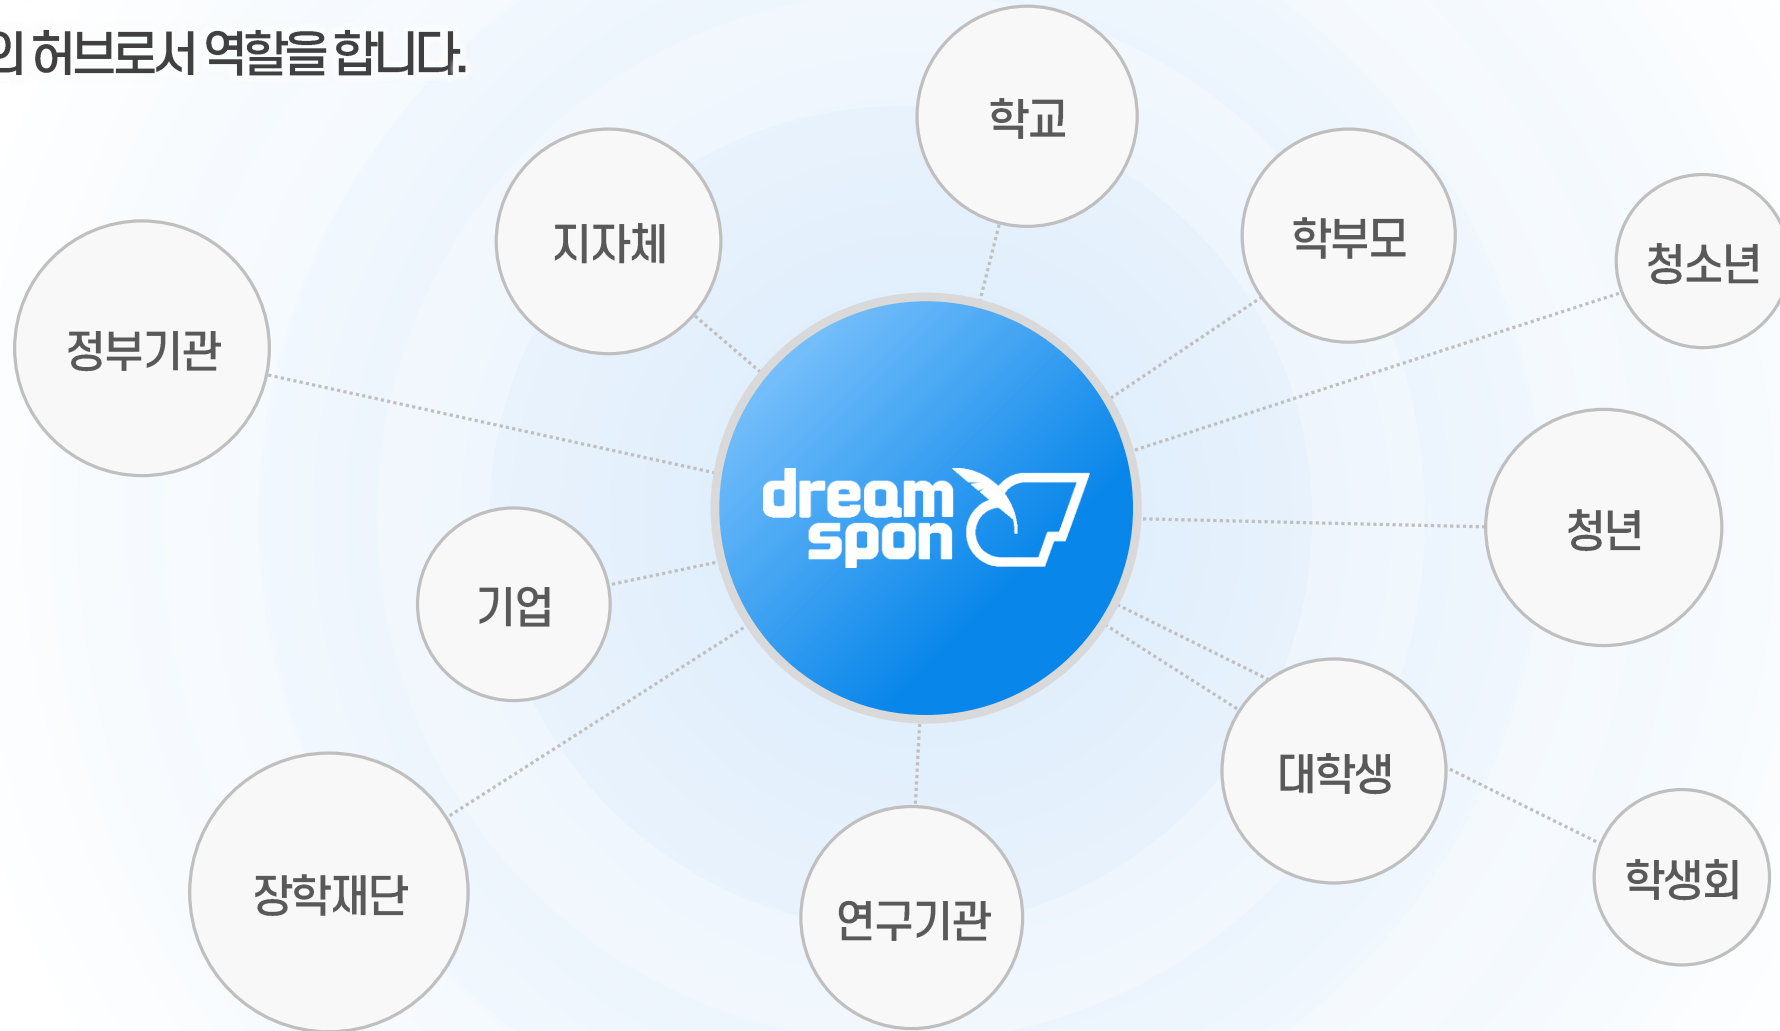 의 허브로서 역할을 합니다.
학교
지자체
학부모
청소년
정부기관
dream
spon
청년
기업
대학생
장학재단
연구기관
학생회